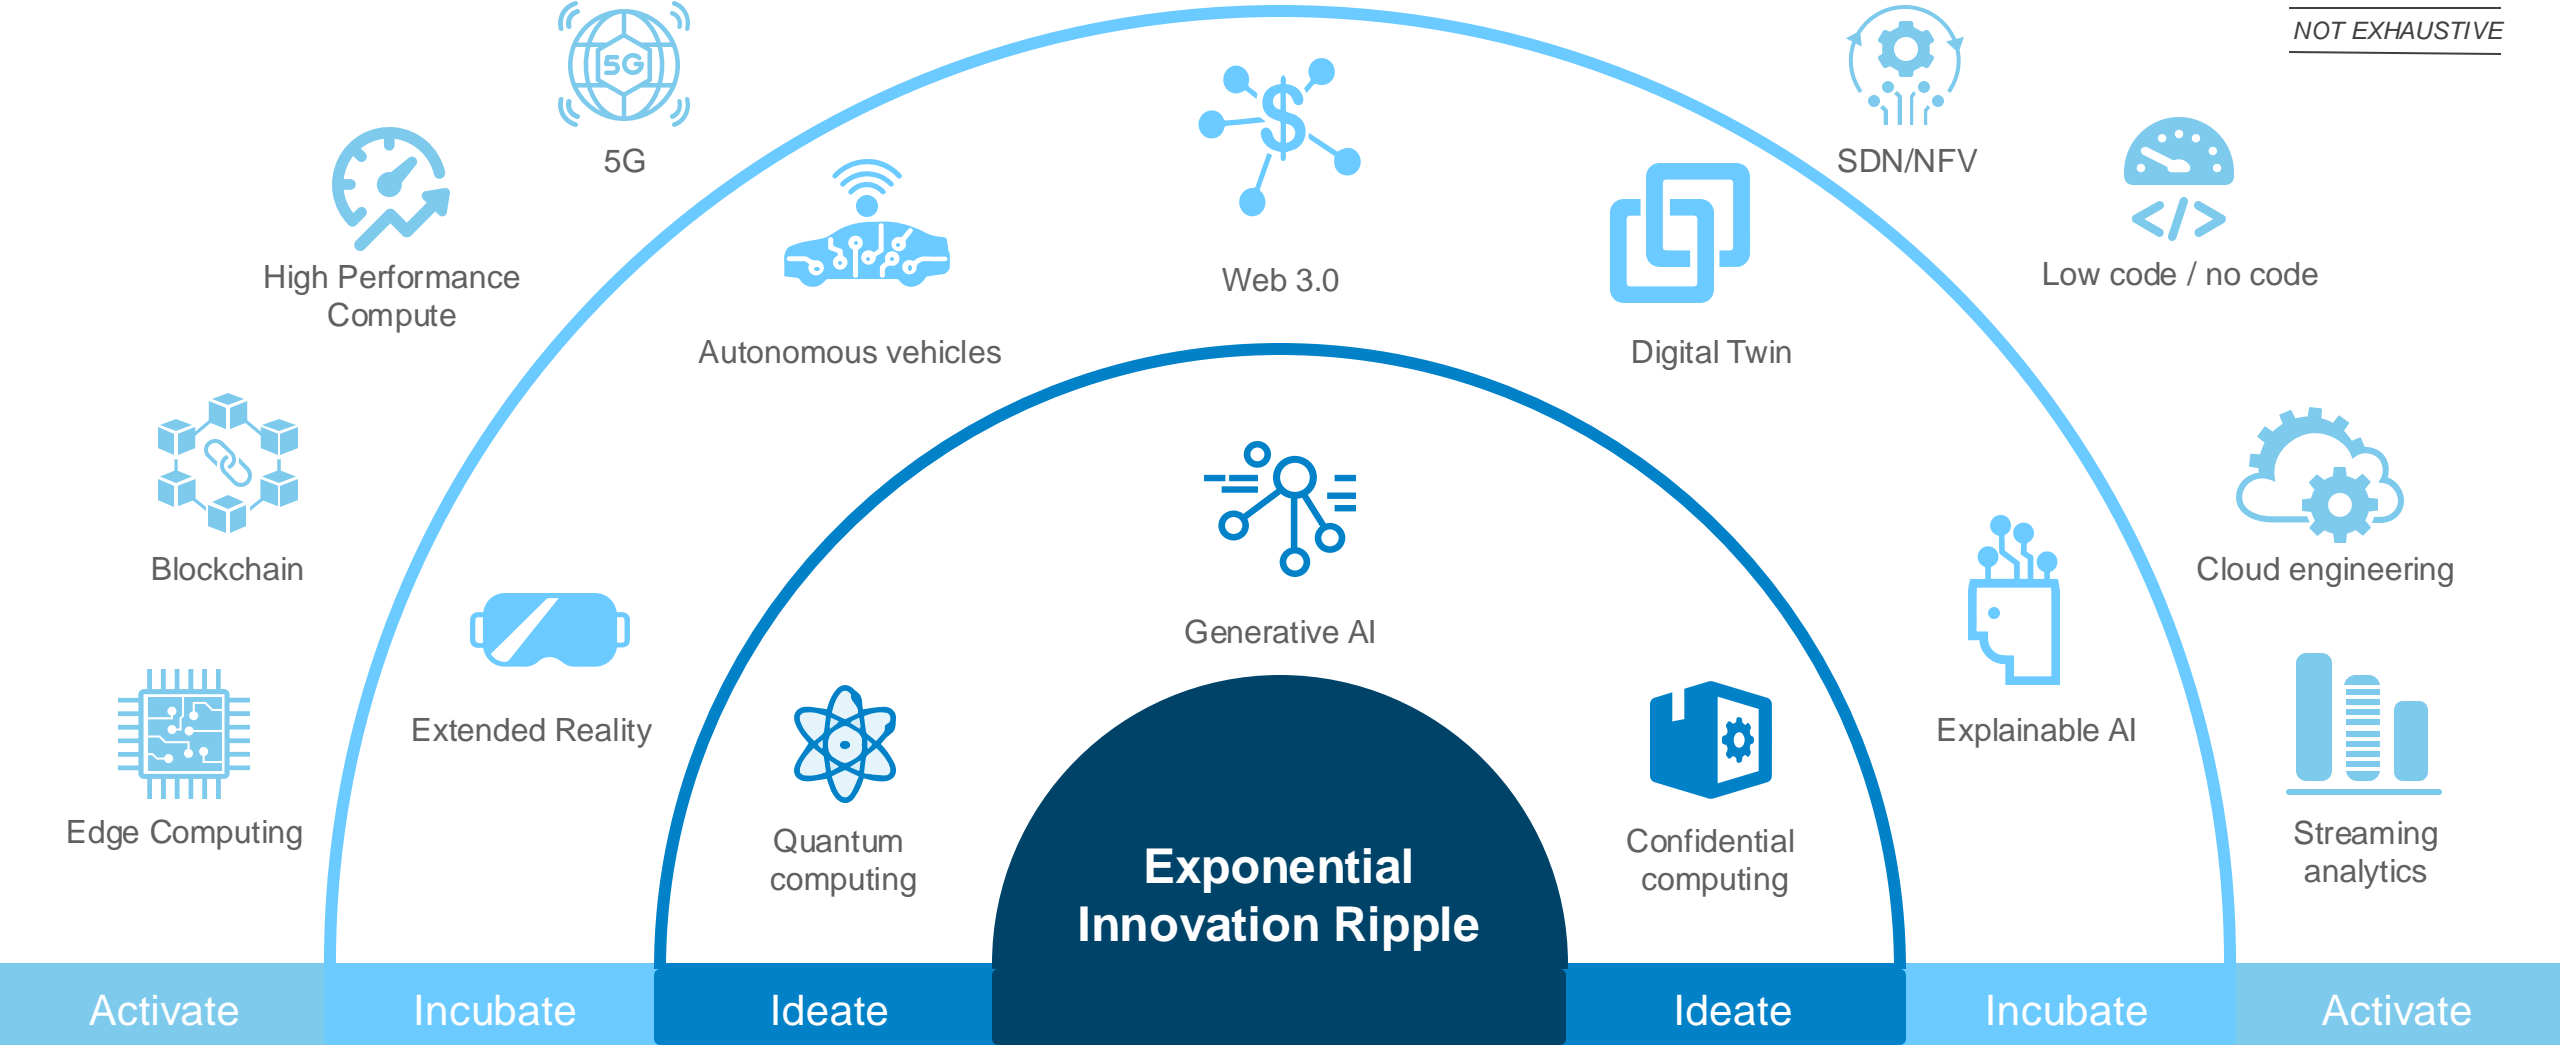 NOT EXHAUSTIVE
5G
5G
SDN/NFV
High Performance
Compute
Web 3.0
Low code / no code
Autonomous vehicles
Digital Twin
Blockchain
Cloud engineering
Generative AI
Extended Reality
Explainable AI
Edge Computing
Quantum
computing
Confidential
computing
Streaming
analytics
Exponential
Innovation Ripple
Activate
Incubate
Ideate
Ideate
Incubate
Activate